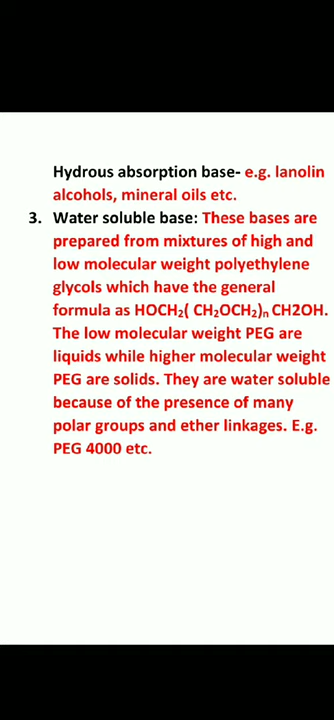 Hydrous absorption base- e.g. lanolin
alcohols, mineral oils etc.
3. Water soluble base: These bases are
prepared from mixtures of high and
low molecular weight polyethylene
glycols which have the general
formula as HOCH₂( CH₂OCH₂)ₙ CH2OH.
The low molecular weight PEG are
liquids while higher molecular weight
PEG are solids. They are water soluble
because of the presence of many
polar groups and ether linkages. E.g.
PEG 4000 etc.